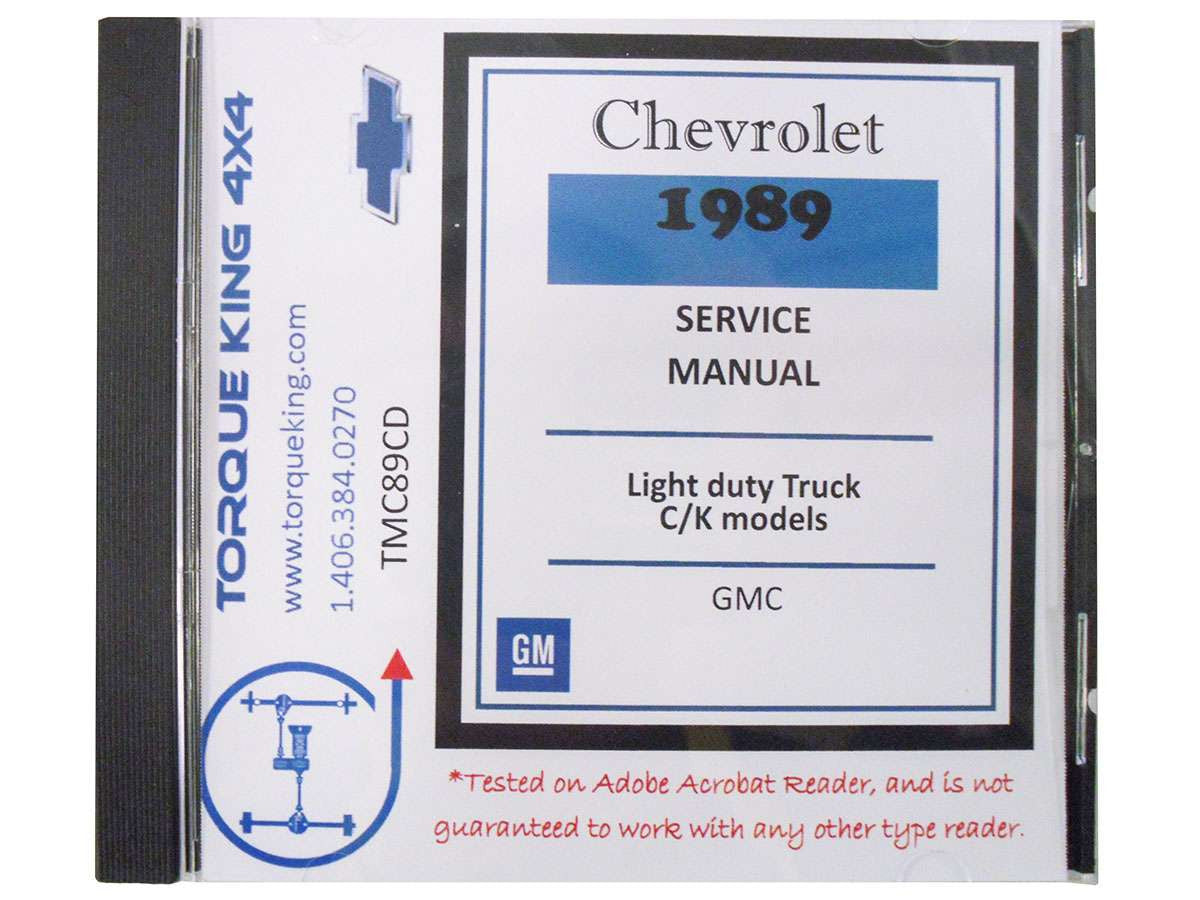 TORQUE KING 4X4
www.torqueking.com
1.406.384.0270
TMC89CD
Chevrolet
1989
SERVICE
MANUAL
Light duty Truck
C/K models
GMC
GM
*Tested on Adobe Acrobat Reader, and is not
guaranteed to work with any other type reader.